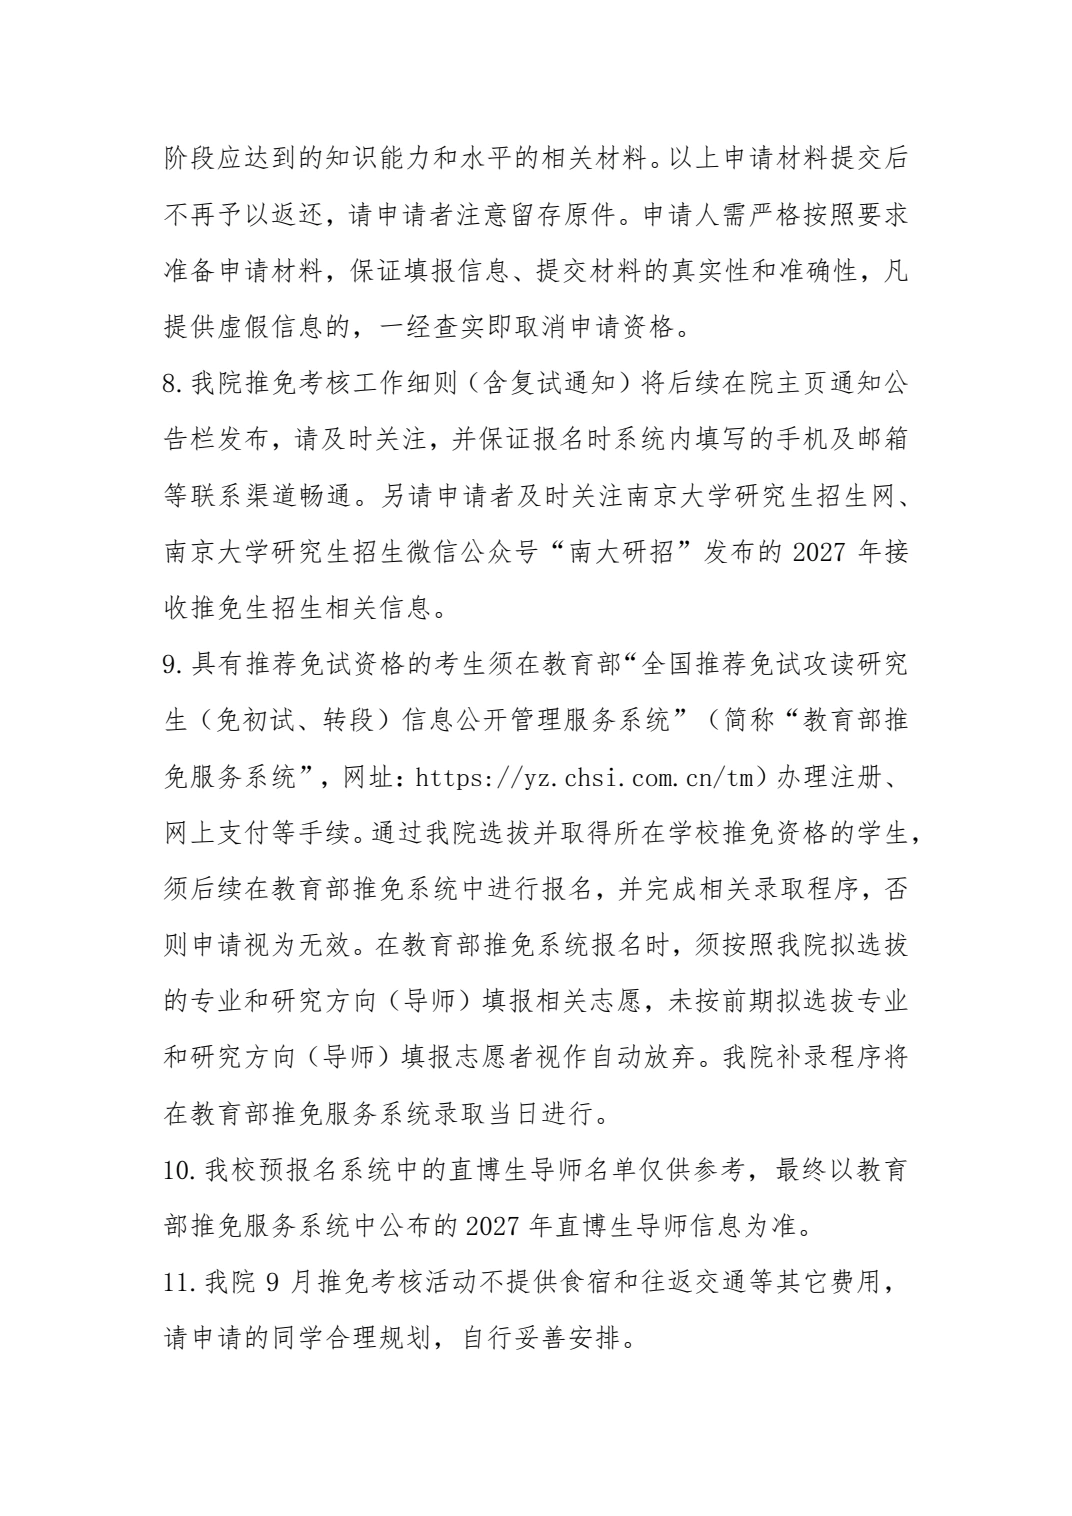 阶段应达到的知识能力和水平的相关材料。以上申请材料提交后
不再予以返还，请申请者注意留存原件。申请人需严格按照要求
准备申请材料，保证填报信息、提交材料的真实性和准确性，凡
提供虚假信息的，一经查实即取消申请资格。
8.我院推免考核工作细则（含复试通知）将后续在院主页通知公
告栏发布，请及时关注，并保证报名时系统内填写的手机及邮箱
等联系渠道畅通。另请申请者及时关注南京大学研究生招生网、
南京大学研究生招生微信公众号“南大研招”发布的 2027 年接
收推免生招生相关信息。
9.具有推荐免试资格的考生须在教育部“全国推荐免试攻读研究
生（免初试、转段）信息公开管理服务系统”（简称“教育部推
免服务系统”，网址：https://yz.chsi.com.cn/tm）办理注册、
网上支付等手续。通过我院选拔并取得所在学校推免资格的学生，
须后续在教育部推免系统中进行报名，并完成相关录取程序，否
则申请视为无效。在教育部推免系统报名时，须按照我院拟选拔
的专业和研究方向（导师）填报相关志愿，未按前期拟选拔专业
和研究方向（导师）填报志愿者视作自动放弃。我院补录程序将
在教育部推免服务系统录取当日进行。
10.我校预报名系统中的直博生导师名单仅供参考，最终以教育
部推免服务系统中公布的 2027 年直博生导师信息为准。
11.我院 9 月推免考核活动不提供食宿和往返交通等其它费用，
请申请的同学合理规划，自行妥善安排。